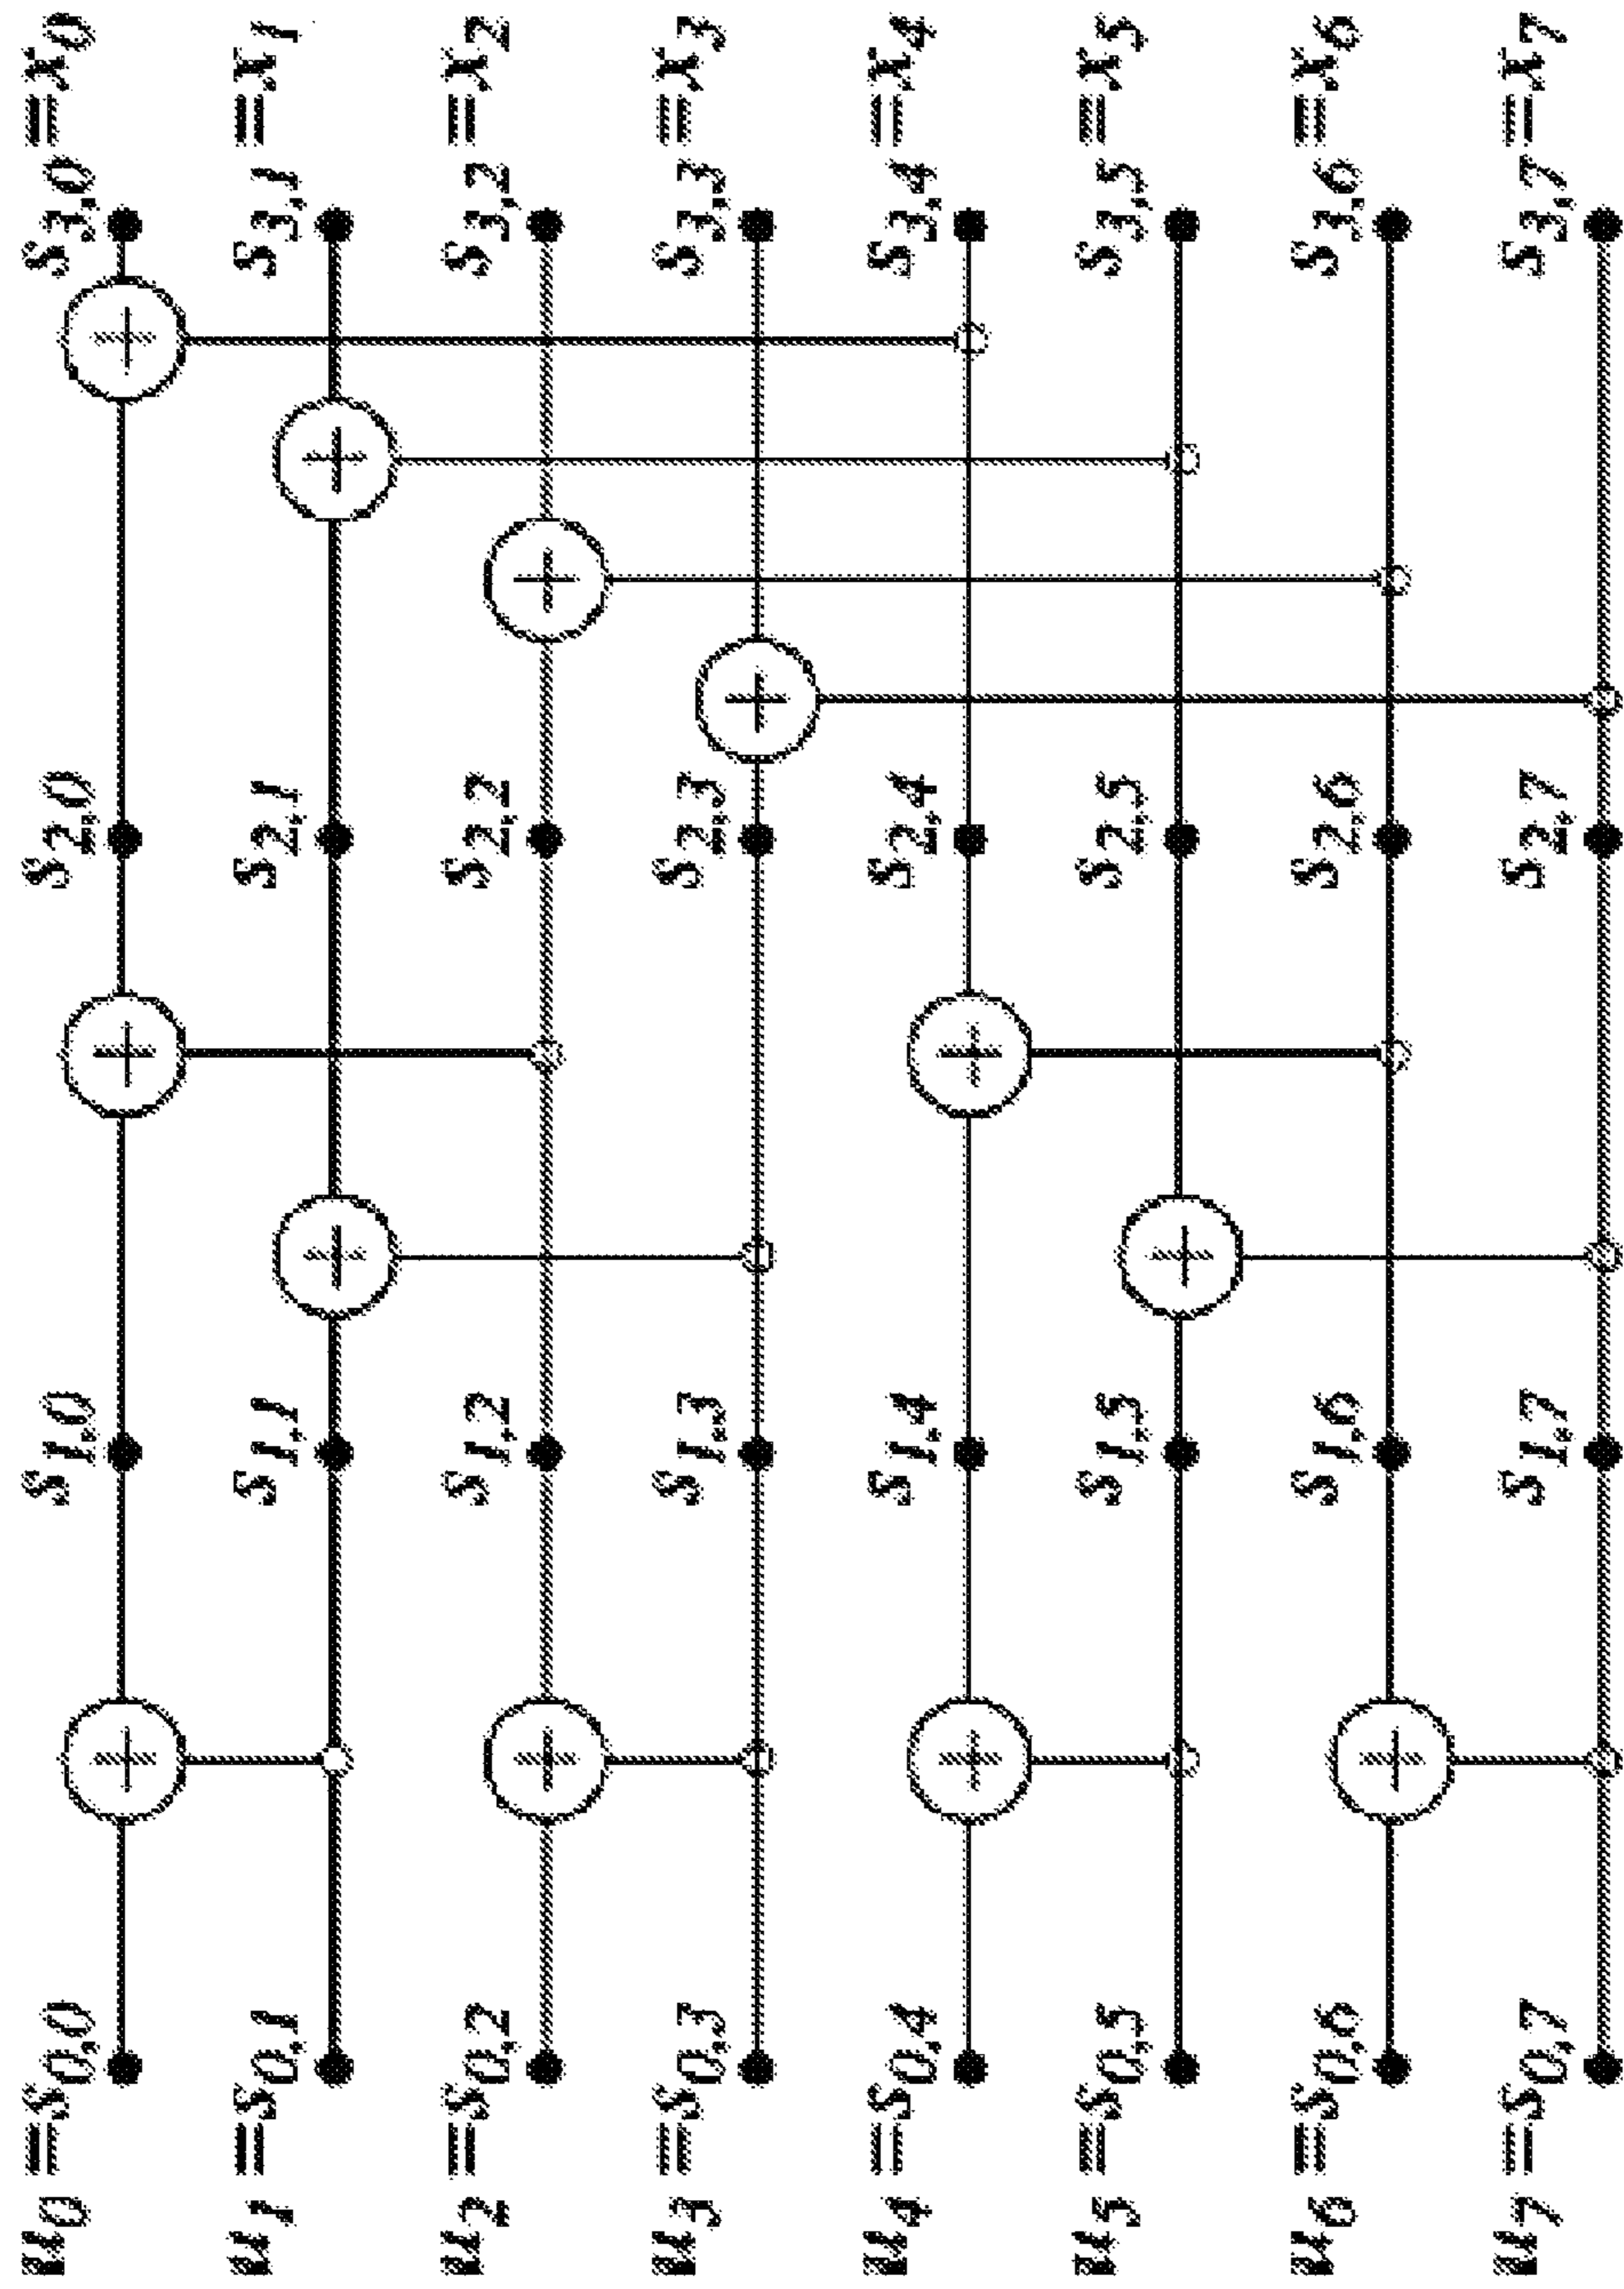 u0=s0,0 s1,0 s2,0 s3,0=x0
u1=s0,1 s1,1 s2,1 s3,1=x1
u2=s0,2 s1,2 s2,2 s3,2=x2
u3=s0,3 s1,3 s2,3 s3,3=x3
u4=s0,4 s1,4 s2,4 s3,4=x4
u5=s0,5 s1,5 s2,5 s3,5=x5
u6=s0,6 s1,6 s2,6 s3,6=x6
u7=s0,7 s1,7 s2,7 s3,7=x7